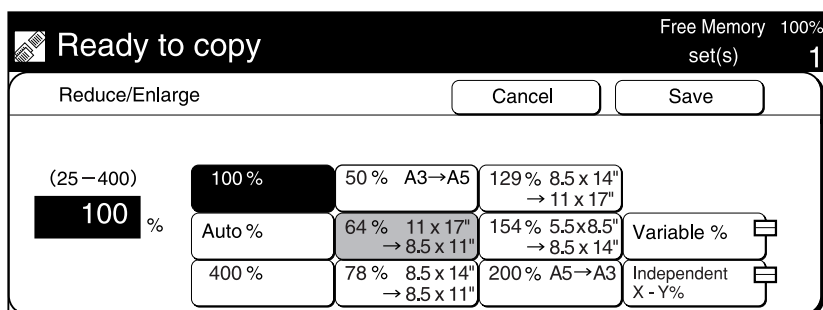 Ready to copy
Free Memory 100%
set(s) 1
Reduce/Enlarge
Cancel
Save
(25-400)
100 %
100 %
50 % A3→A5
129 % 8.5 x 14"
→ 11 x 17"
Auto %
64 % 11 x 17"
→ 8.5 x 11"
154 % 5.5x8.5"
→ 8.5 x 14"
Variable %
400 %
78 % 8.5 x 14"
→ 8.5 x 11"
200 % A5→A3
Independent
X - Y%